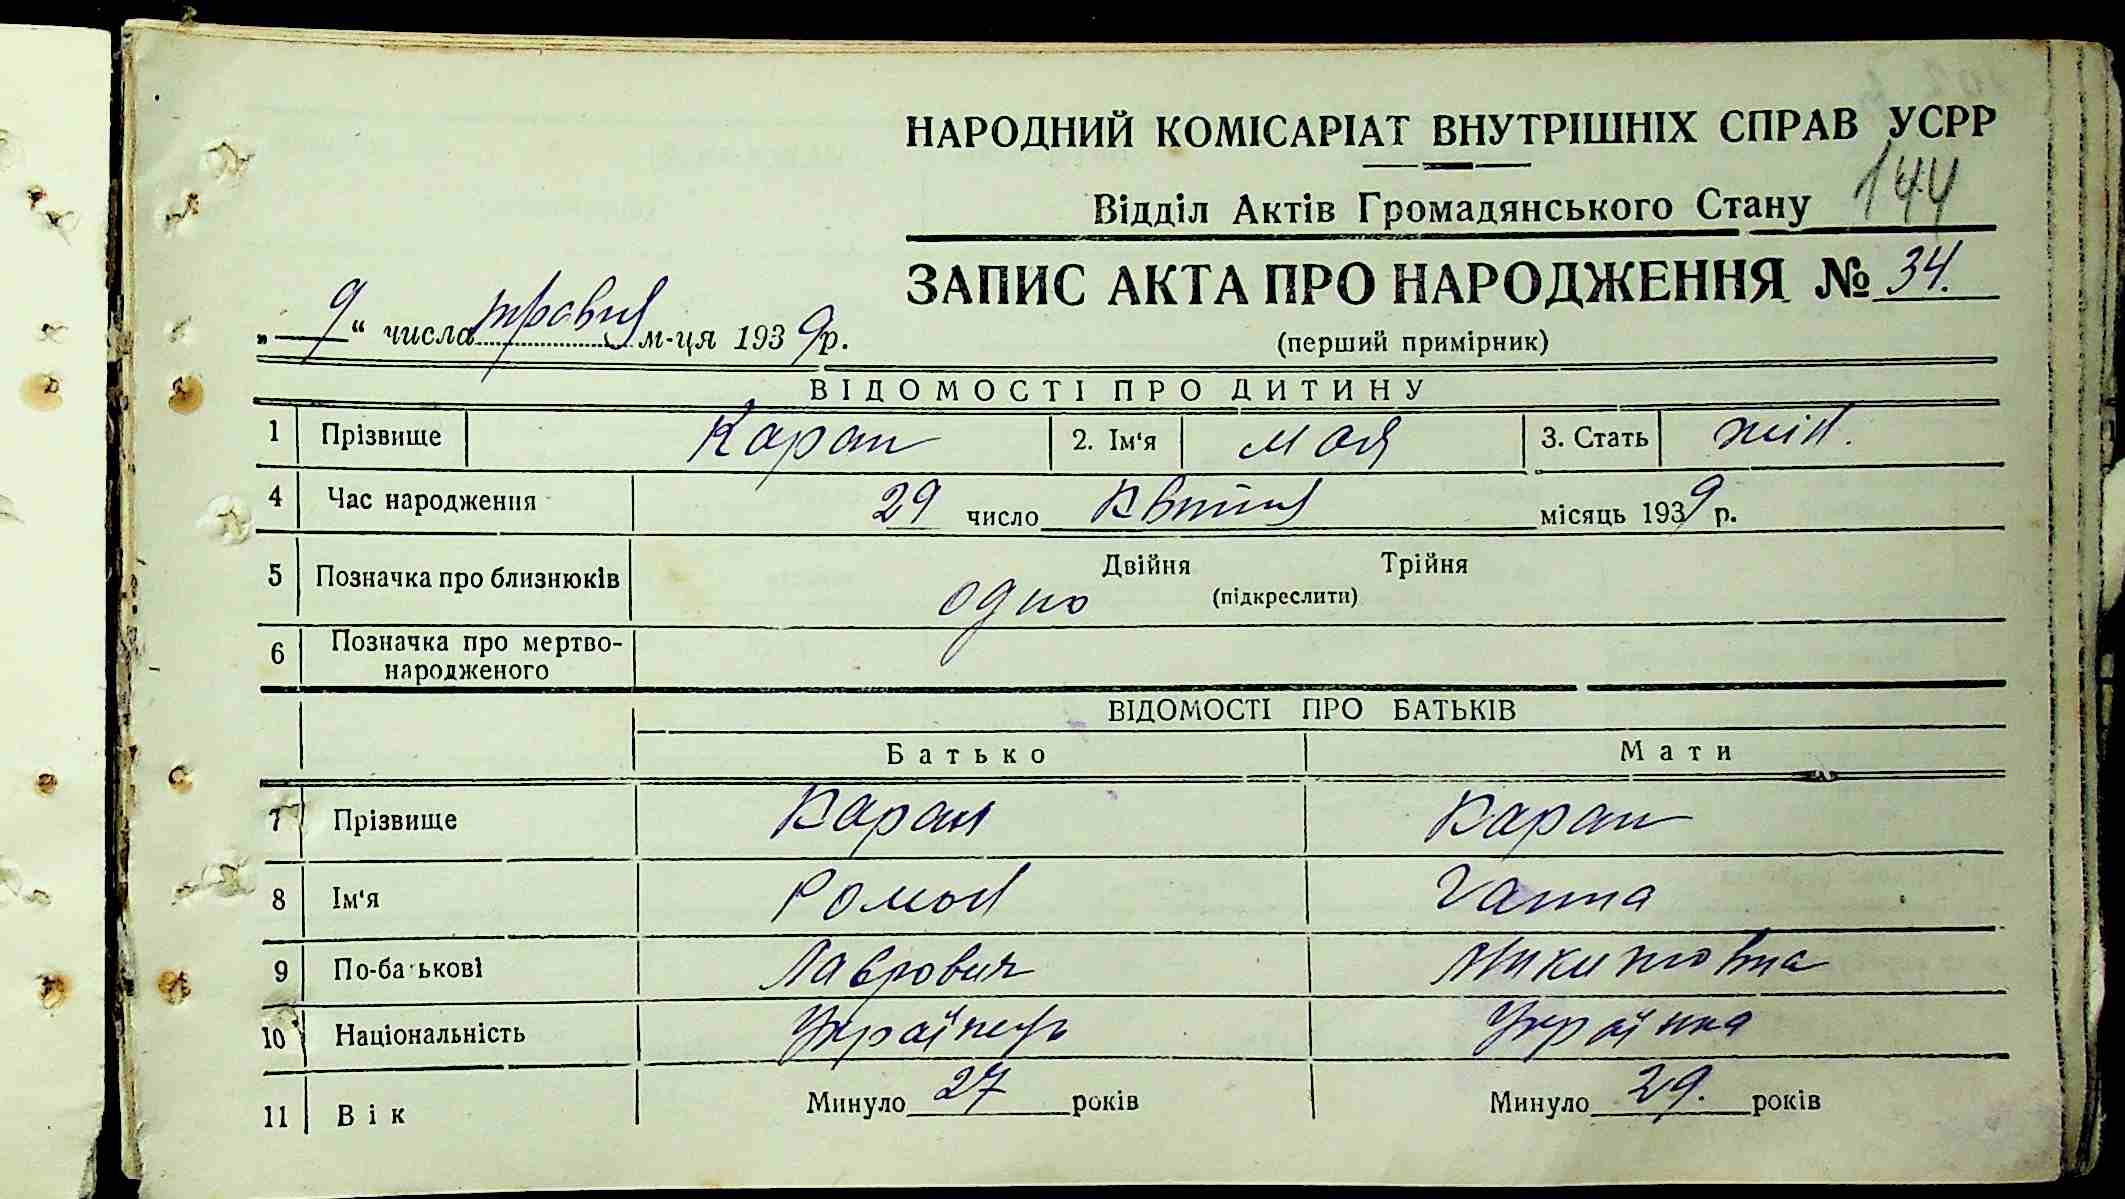 НАРОДНИЙ КОМІСАРІАТ ВНУТРІШНІХ СПРАВ УСРР
144
Відділ Актів Громадянського Стану
ЗАПИС АКТА ПРО НАРОДЖЕННЯ № 34.
„ 9 “ числа травня м-ця 1939 р.
(перший примірник)
ВІДОМОСТІ ПРО ДИТИНУ
1 Прізвище Каран 2. Ім'я Мая 3. Стать жін.
4 Час народження 29 число квітня місяць 1939 р.
5 Позначка про близнюків одно Двійня Трійня
(підкреслити)
6 Позначка про мертво-
народженого
ВІДОМОСТІ ПРО БАТЬКІВ
Батько Мати
7 Прізвище Каран Каран
8 Ім'я Роман Ганна
9 По-батькові Лаврович Микитовна
10 Національність Українець Українка
11 Вік Минуло 27 років Минуло 29. років